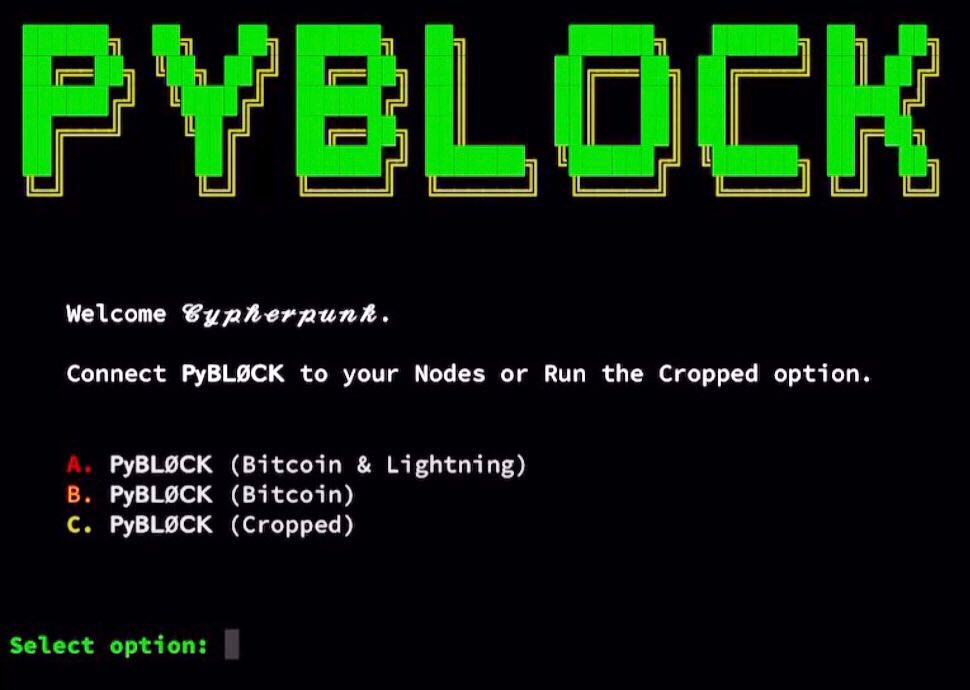 PYBLOCK
Welcome 𝓒𝔂𝓹𝓱𝓮𝓻𝓹𝓾𝓷𝓴.
Connect PyBLØCK to your Nodes or Run the Cropped option.
A. PyBLØCK (Bitcoin & Lightning)
B. PyBLØCK (Bitcoin)
C. PyBLØCK (Cropped)
Select option: